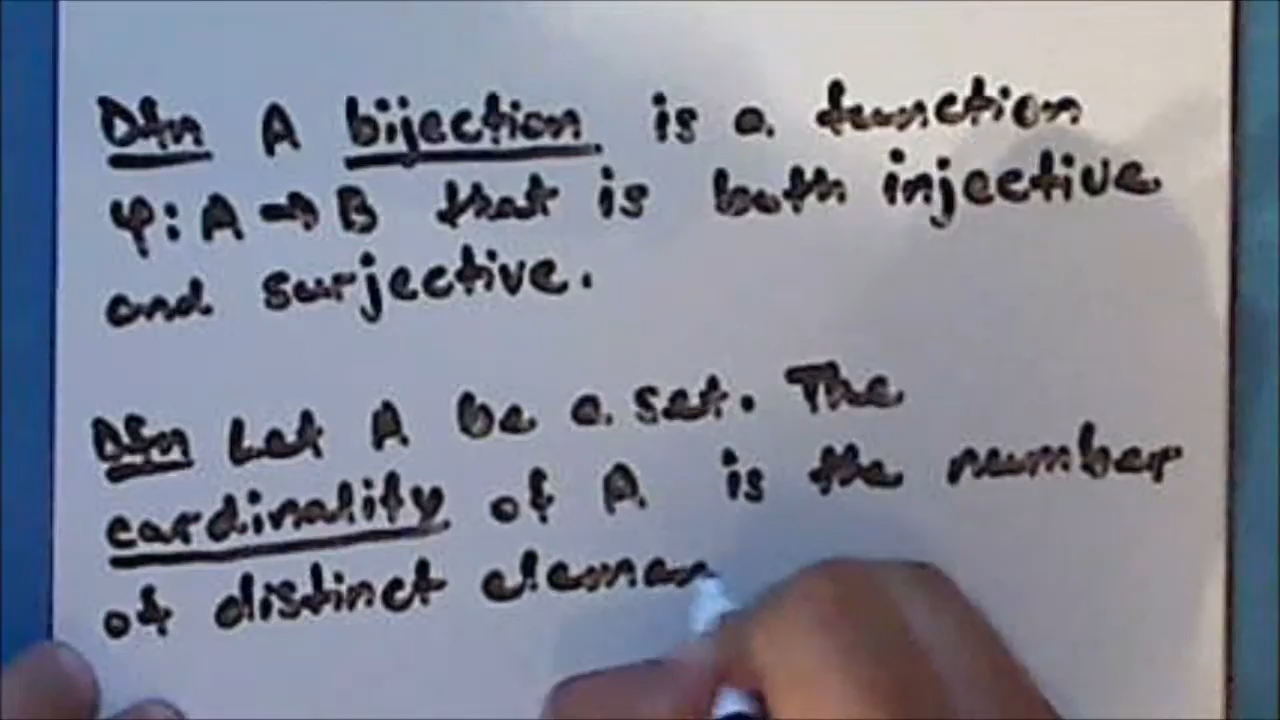 Dfn A bijection is a function
φ: A → B that is both injective
and surjective.
Dfn Let A be a set. The
cardinality of A is the number
of distinct elemen